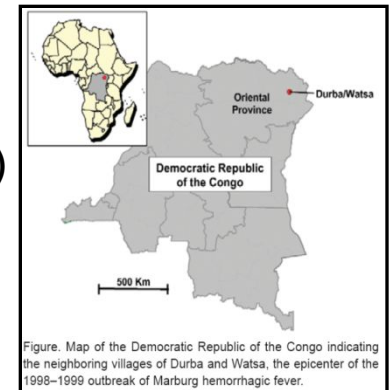 Oriental
Province
Durba/Watsa
Democratic Republic
of the Congo
500 Km
Figure. Map of the Democratic Republic of the Congo indicating
the neighboring villages of Durba and Watsa, the epicenter of the
1998–1999 outbreak of Marburg hemorrhagic fever.